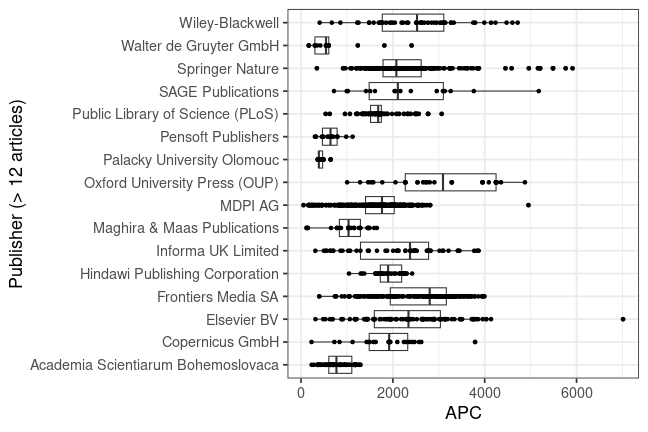 Publisher (> 12 articles)
Wiley-Blackwell
Walter de Gruyter GmbH
Springer Nature
SAGE Publications
Public Library of Science (PLoS)
Pensoft Publishers
Palacky University Olomouc
Oxford University Press (OUP)
MDPI AG
Maghira & Maas Publications
Informa UK Limited
Hindawi Publishing Corporation
Frontiers Media SA
Elsevier BV
Copernicus GmbH
Academia Scientiarum Bohemoslovaca
0 2000 4000 6000
APC